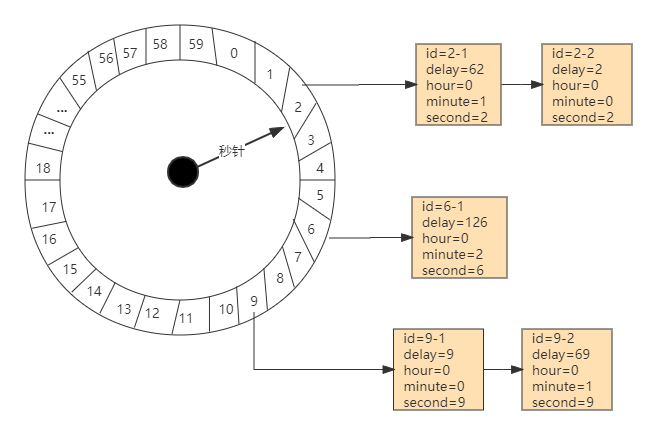 0
1
2
3
4
5
6
7
8
9
10
11
12
13
14
15
16
17
18
...
...
55
56
57
58
59
秒针
id=2-1
delay=62
hour=0
minute=1
second=2
id=2-2
delay=2
hour=0
minute=0
second=2
id=6-1
delay=126
hour=0
minute=2
second=6
id=9-1
delay=9
hour=0
minute=0
second=9
id=9-2
delay=69
hour=0
minute=1
second=9